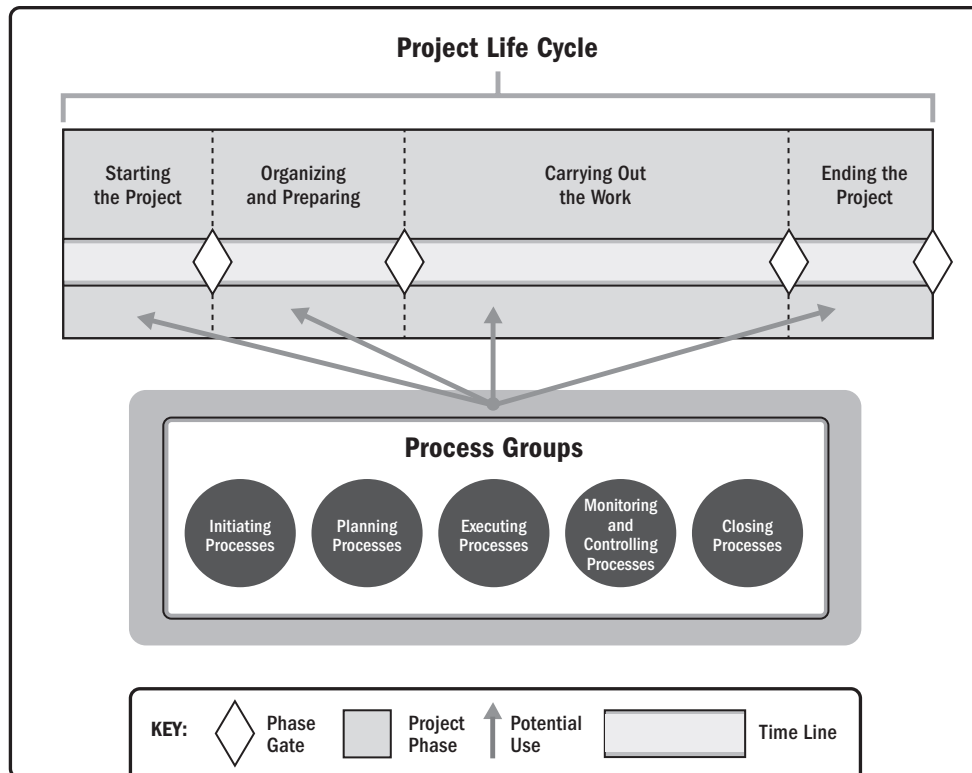 Project Life Cycle
Starting
the Project
Organizing
and Preparing
Carrying Out
the Work
Ending the
Project
Process Groups
Initiating
Processes
Planning
Processes
Executing
Processes
Monitoring
and
Controlling
Processes
Closing
Processes
KEY:
Phase
Gate
Project
Phase
Potential
Use
Time Line